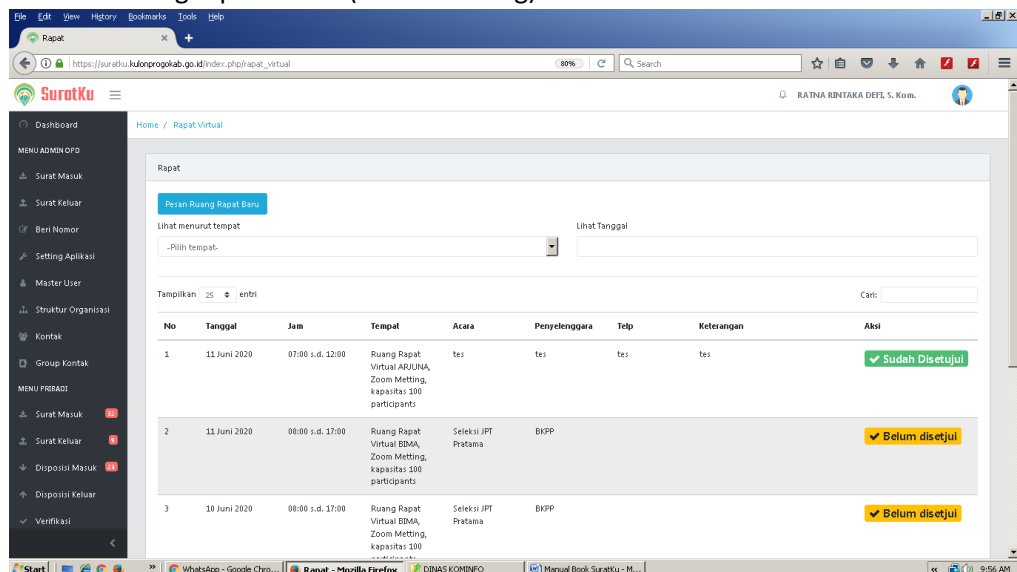 File Edit View History Bookmarks Tools Help
Rapat
https://suratku.kulonprogokab.go.id/index.php/rapat_virtual
80%
Search
SuratKu
RATNA RINTAKA DEFI, S. Kom.
Dashboard
Home / Rapat Virtual
MENU ADMIN OPD
Surat Masuk
Surat Keluar
Beri Nomor
Setting Aplikasi
Master User
Struktur Organisasi
Kontak
Group Kontak
MENU PRIBADI
Surat Masuk 32
Surat Keluar
Disposisi Masuk 23
Disposisi Keluar
Verifikasi
Rapat
Pesan Ruang Rapat Baru
Lihat menurut tempat
-Pilih tempat-
Lihat Tanggal
Tampilkan 25 entri
Cari:
No Tanggal Jam Tempat Acara Penyelenggara Telp Keterangan Aksi
1 11 Juni 2020 07:00 s.d. 12:00 Ruang Rapat tes tes tes tes Sudah Disetujui
Virtual ARJUNA,
Zoom Metting,
kapasitas 100
participants
2 11 Juni 2020 08:00 s.d. 17:00 Ruang Rapat Seleksi JPT BKPP Belum disetjui
Virtual BIMA, Pratama
Zoom Metting,
kapasitas 100
participants
3 10 Juni 2020 08:00 s.d. 17:00 Ruang Rapat Seleksi JPT BKPP Belum disetjui
Virtual BIMA, Pratama
Zoom Metting,
kapasitas 100
Start
WhatsApp - Google Chro...
Rapat - Mozilla Firefox
DINAS KOMINFO
Manual Book SuratKu - M...
9:56 AM